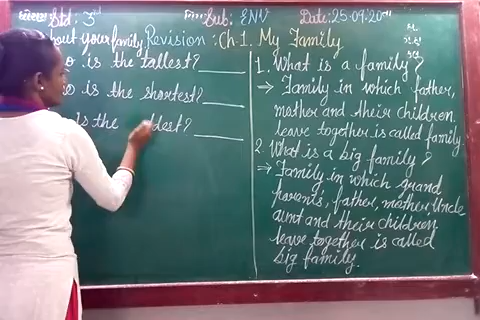 Std: 3rd Sub: ENV Date: 25.09.20
bout your family Revision: Ch-1. My Family
o is the tallest?
o is the shortest?
is the ldest?
1. What is a family?
→ Family in which father,
mother and their children
leave together is called family.
2. What is a big family?
→ Family in which grand
parents, father, mother, Uncle
aunt and their children
leave together is called
big family.